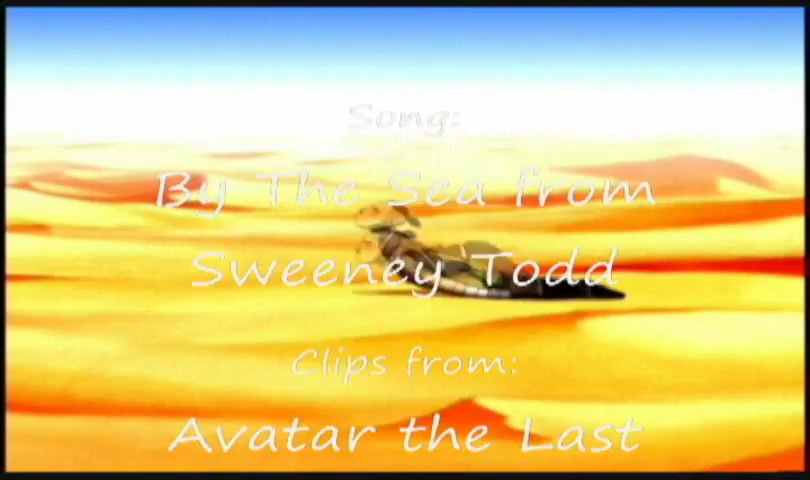 Song:
By The Sea from
Sweeney Todd
Clips from:
Avatar the Last